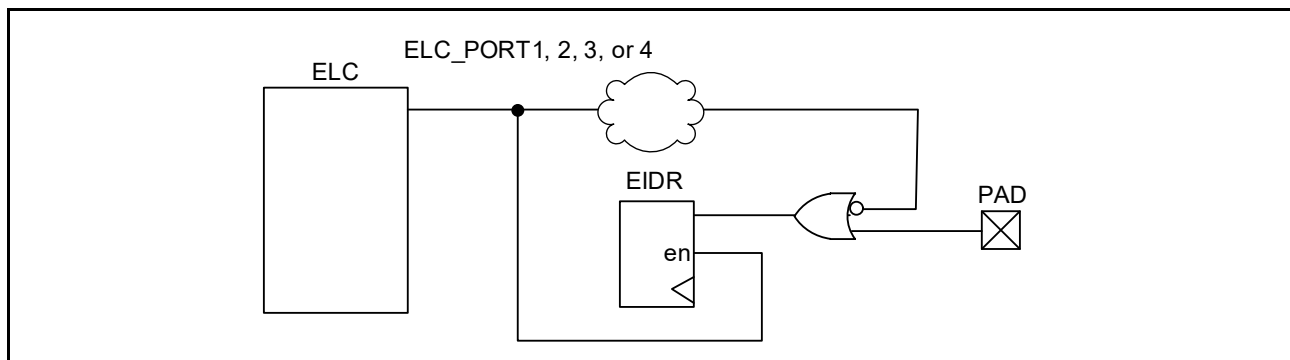 ELC_PORT1, 2, 3, or 4
ELC
EIDR
PAD
en